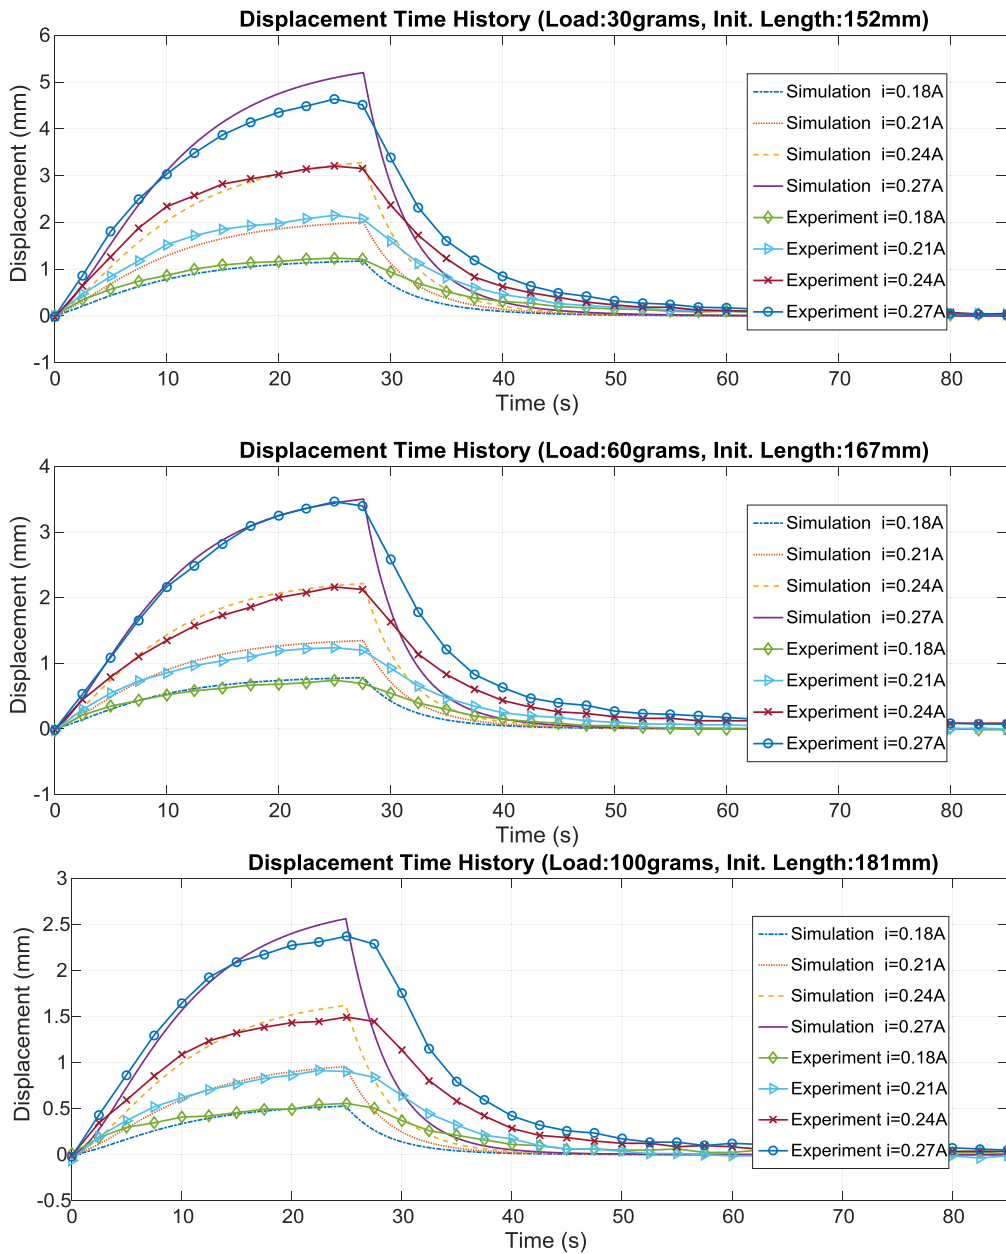 Displacement Time History (Load:30grams, Init. Length:152mm)
6
5
4
3
2
1
0
-1
Displacement (mm)
Simulation i=0.18A
Simulation i=0.21A
Simulation i=0.24A
Simulation i=0.27A
Experiment i=0.18A
Experiment i=0.21A
Experiment i=0.24A
Experiment i=0.27A
0 10 20 30 40 50 60 70 80
Time (s)
Displacement Time History (Load:60grams, Init. Length:167mm)
4
3
2
1
0
-1
Displacement (mm)
Simulation i=0.18A
Simulation i=0.21A
Simulation i=0.24A
Simulation i=0.27A
Experiment i=0.18A
Experiment i=0.21A
Experiment i=0.24A
Experiment i=0.27A
0 10 20 30 40 50 60 70 80
Time (s)
Displacement Time History (Load:100grams, Init. Length:181mm)
3
2.5
2
1.5
1
0.5
0
-0.5
Displacement (mm)
Simulation i=0.18A
Simulation i=0.21A
Simulation i=0.24A
Simulation i=0.27A
Experiment i=0.18A
Experiment i=0.21A
Experiment i=0.24A
Experiment i=0.27A
0 10 20 30 40 50 60 70 80
Time (s)